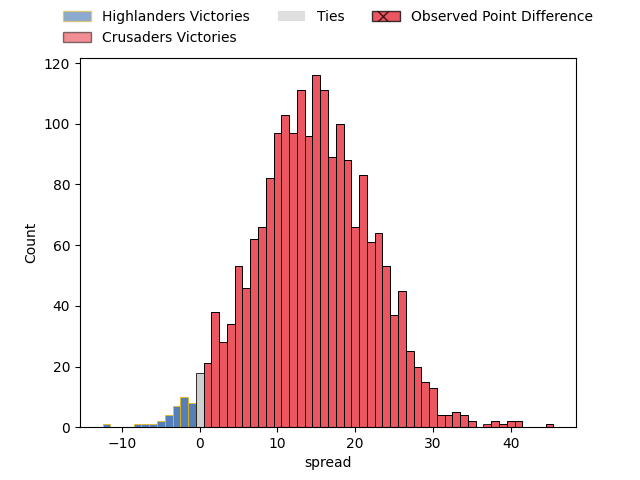 Highlanders Victories
Crusaders Victories
Ties
Observed Point Difference
120
100
80
60
40
20
0
Count
−10 0 10 20 30 40
spread